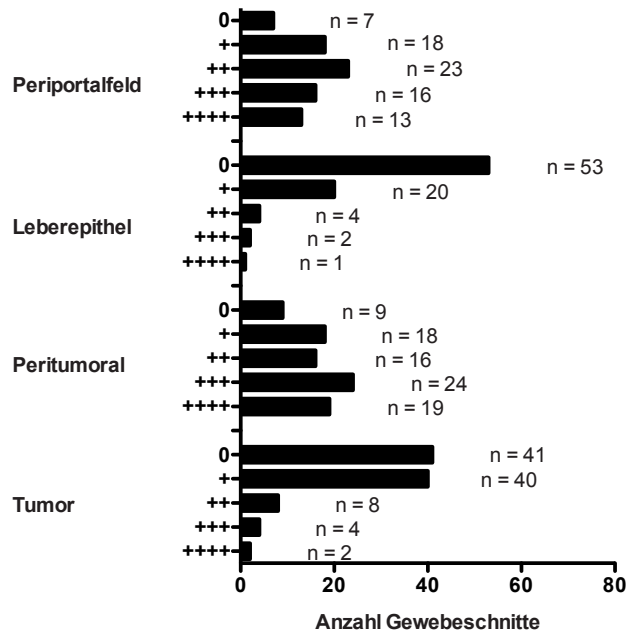 Periportalfeld
0 n = 7
+ n = 18
++ n = 23
+++ n = 16
++++ n = 13
Leberepithel
0 n = 53
+ n = 20
++ n = 4
+++ n = 2
++++ n = 1
Peritumoral
0 n = 9
+ n = 18
++ n = 16
+++ n = 24
++++ n = 19
Tumor
0 n = 41
+ n = 40
++ n = 8
+++ n = 4
++++ n = 2
0 20 40 60 80
Anzahl Gewebeschnitte